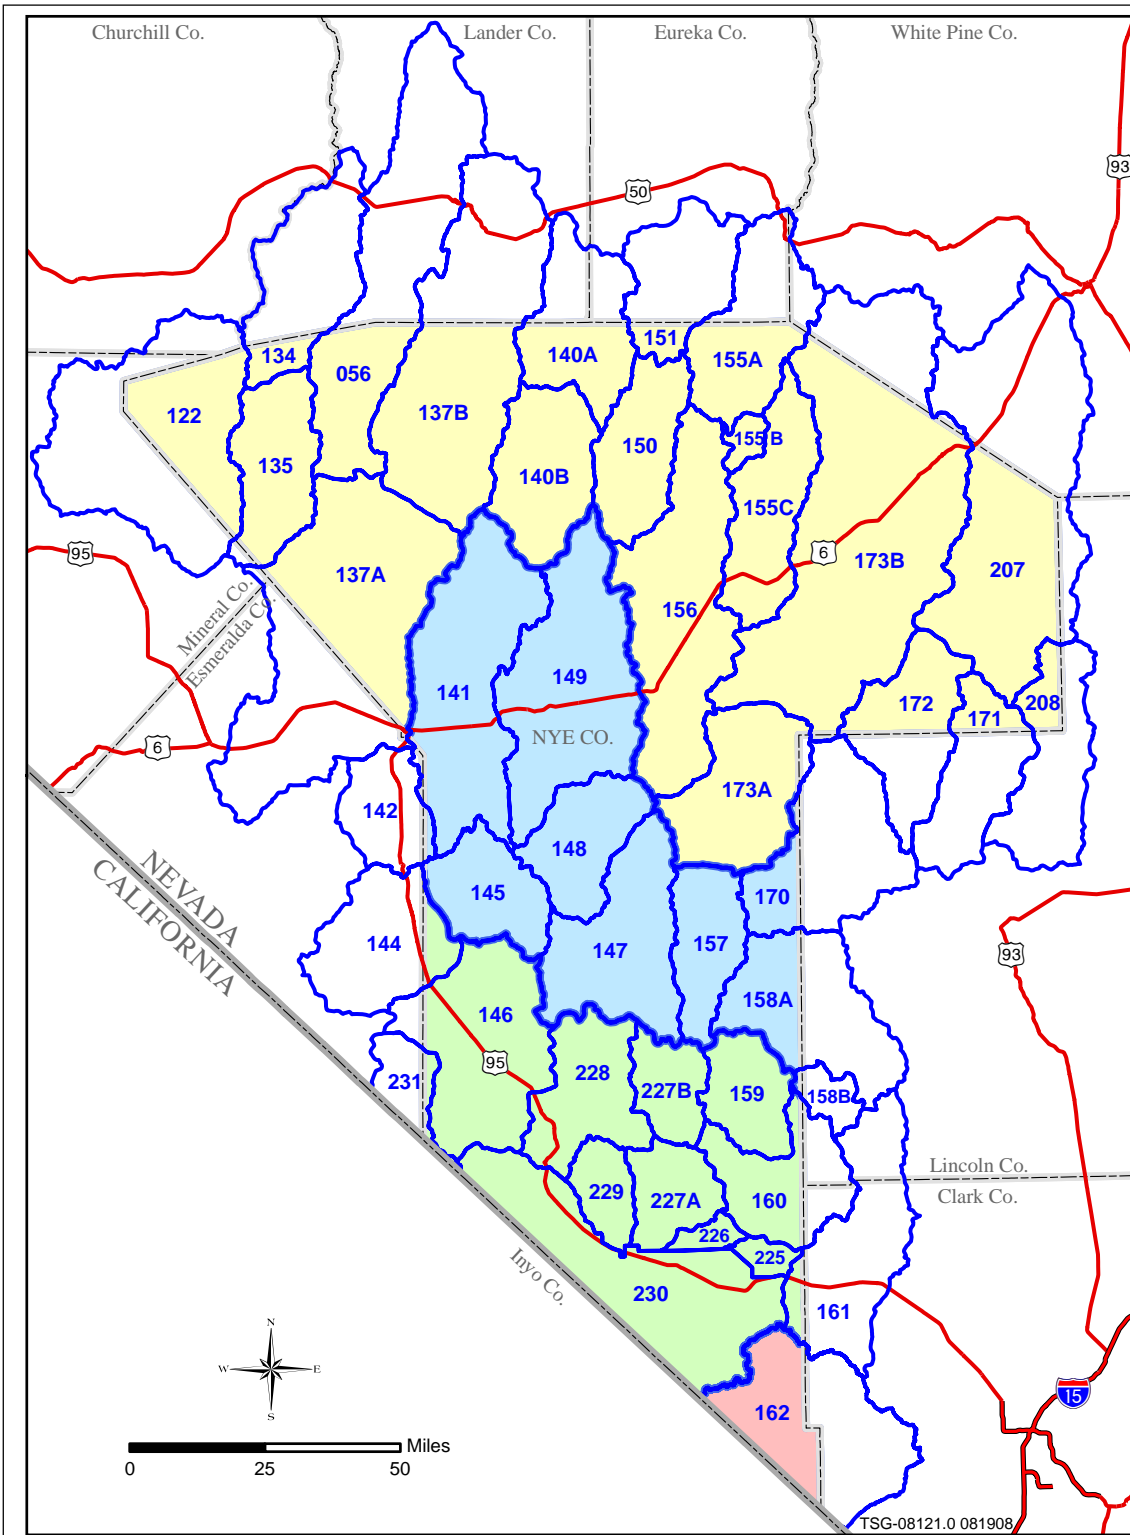 Churchill Co.
Lander Co.
Eureka Co.
White Pine Co.
93
50
134
151
140A
155A
056
122
137B
155B
150
135
140B
155C
95
6
173B
137A
207
Mineral Co.
Esmeralda Co.
156
141
149
172
171
208
6
NYE CO.
173A
142
148
NEVADA
CALIFORNIA
145
170
144
147
157
93
158A
146
95
228
231
227B
159
158B
Lincoln Co.
Clark Co.
229
227A
160
226
225
Inyo Co.
230
161
N
W
E
S
15
162
Miles
0
25
50
TSG-08121.0 081908